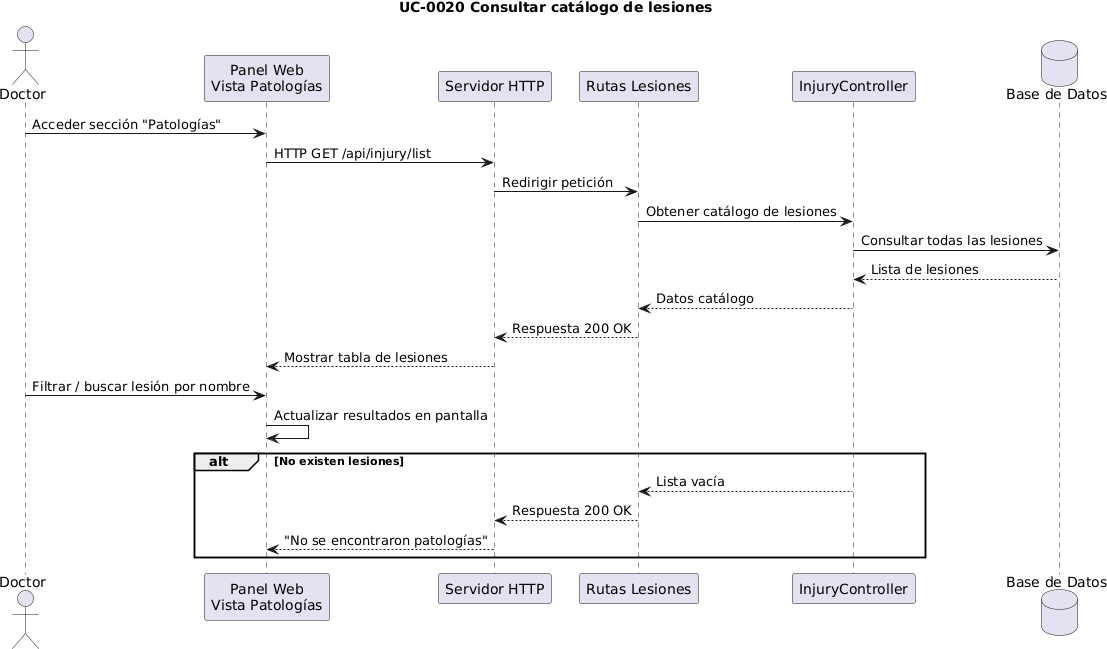 UC-0020 Consultar catálogo de lesiones
Doctor
Panel Web
Vista Patologías
Servidor HTTP
Rutas Lesiones
InjuryController
Base de Datos
Acceder sección "Patologías"
HTTP GET /api/injury/list
Redirigir petición
Obtener catálogo de lesiones
Consultar todas las lesiones
Lista de lesiones
Datos catálogo
Respuesta 200 OK
Mostrar tabla de lesiones
Filtrar / buscar lesión por nombre
Actualizar resultados en pantalla
alt
[No existen lesiones]
Lista vacía
Respuesta 200 OK
"No se encontraron patologías"
Doctor
Panel Web
Vista Patologías
Servidor HTTP
Rutas Lesiones
InjuryController
Base de Datos